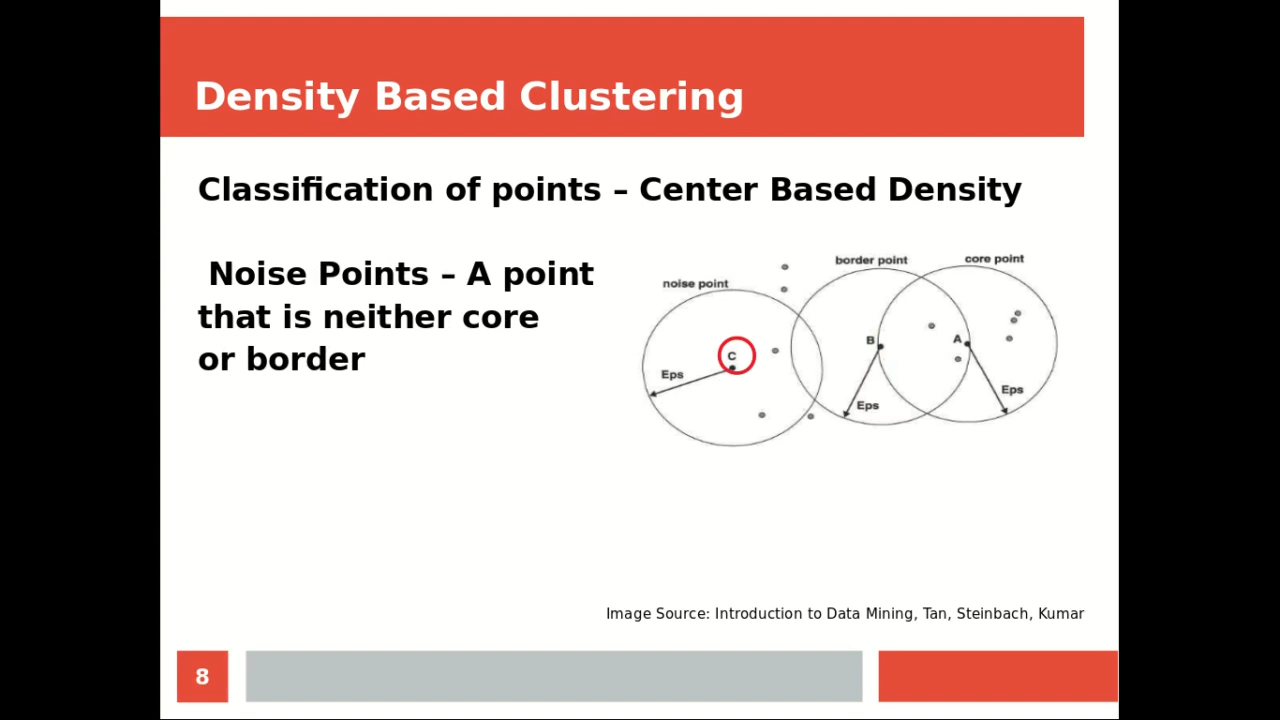 Density Based Clustering
Classification of points – Center Based Density
Noise Points – A point
that is neither core
or border
border point
core point
noise point
B
A
C
Eps
Eps
Eps
Image Source: Introduction to Data Mining, Tan, Steinbach, Kumar
8